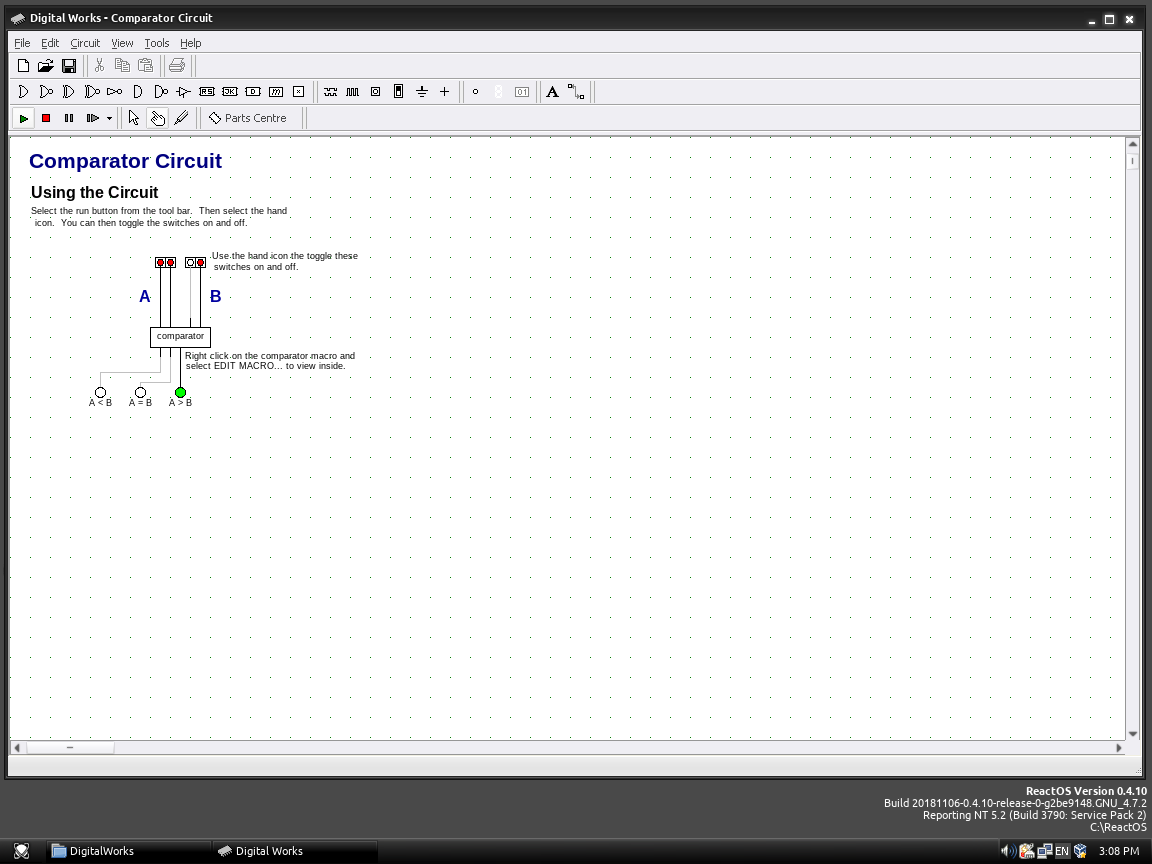 Digital Works - Comparator Circuit
File Edit Circuit View Tools Help
RS JK D m 01 A
Parts Centre
Comparator Circuit
Using the Circuit
Select the run button from the tool bar. Then select the hand
icon. You can then toggle the switches on and off.
Use the hand icon the toggle these
switches on and off.
A B
comparator
Right click on the comparator macro and
select EDIT MACRO... to view inside.
A < B A = B A > B
ReactOS Version 0.4.10
Build 20181106-0.4.10-release-0-g2be9148.GNU_4.7.2
Reporting NT 5.2 (Build 3790: Service Pack 2)
C:\ReactOS
DigitalWorks Digital Works EN 3:08 PM